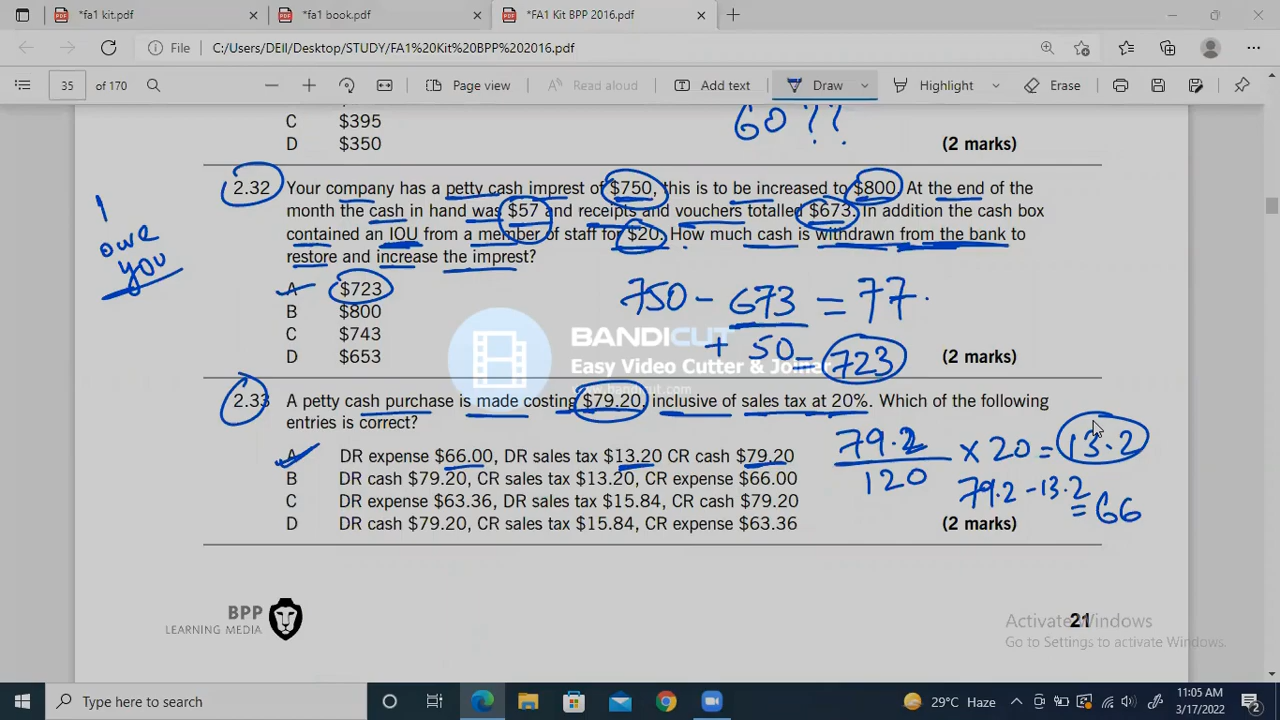 *fa1 kit.pdf
*fa1 book.pdf
*FA1 Kit BPP 2016.pdf
File C:/Users/DEll/Desktop/STUDY/FA1%20Kit%20BPP%202016.pdf
35 of 170
Page view
Read aloud
Add text
Draw
Highlight
Erase
C $395
D $350
60 ??
(2 marks)
2.32 Your company has a petty cash imprest of $750, this is to be increased to $800. At the end of the
month the cash in hand was $57 and receipts and vouchers totalled $673. In addition the cash box
contained an IOU from a member of staff for $20. How much cash is withdrawn from the bank to
restore and increase the imprest?
I
owe
you
A $723
B $800
C $743
D $653
750 - 673 = 77.
+ 50 = 723
(2 marks)
BANDICUT
Easy Video Cutter & Joiner
www.bandicut.com
2.33 A petty cash purchase is made costing $79.20, inclusive of sales tax at 20%. Which of the following
entries is correct?
A DR expense $66.00, DR sales tax $13.20 CR cash $79.20
B DR cash $79.20, CR sales tax $13.20, CR expense $66.00
C DR expense $63.36, DR sales tax $15.84, CR cash $79.20
D DR cash $79.20, CR sales tax $15.84, CR expense $63.36
79.2
120
x 20 = 13.2
79.2 - 13.2
= 66
(2 marks)
BPP
LEARNING MEDIA
21
Activate Windows
Go to Settings to activate Windows.
Type here to search
29°C Haze
11:05 AM
3/17/2022
2